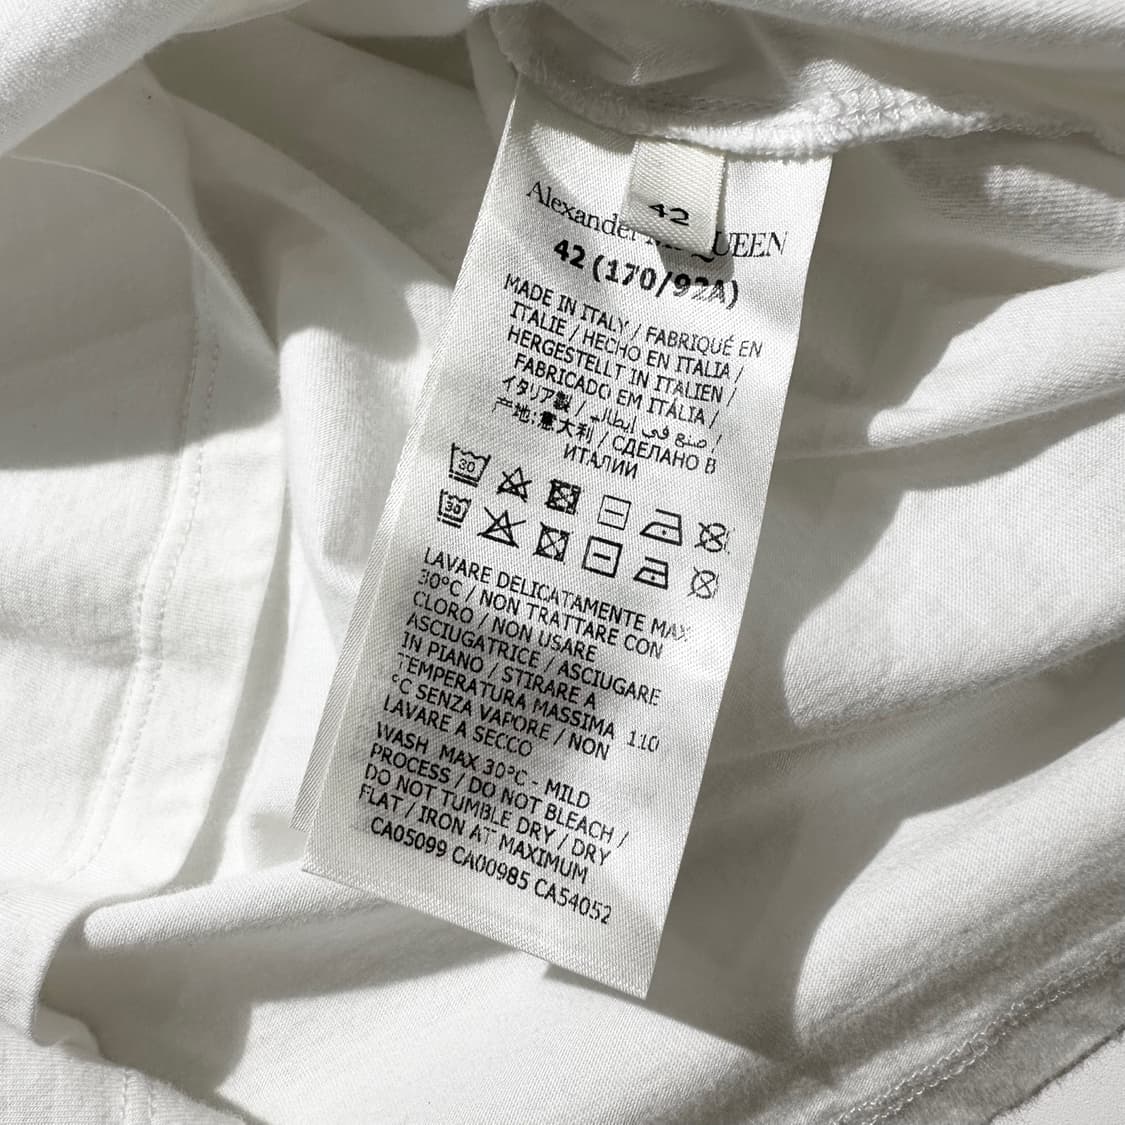 42
Alexander McQUEEN
42 (170/92A)
MADE IN ITALY / FABRIQUÉ EN
ITALIE / HECHO EN ITALIA /
HERGESTELLT IN ITALIEN /
FABRICADO EM ITÁLIA /
イタリア製 / صنع في إيطاليا /
产地:意大利 / СДЕЛАНО В
ИТАЛИИ
30
30
LAVARE DELICATAMENTE MAX
30°C / NON TRATTARE CON
CLORO / NON USARE
ASCIUGATRICE / ASCIUGARE
IN PIANO / STIRARE A
TEMPERATURA MASSIMA 110
°C SENZA VAPORE / NON
LAVARE A SECCO
WASH MAX 30°C - MILD
PROCESS / DO NOT BLEACH /
DO NOT TUMBLE DRY / DRY
FLAT / IRON AT MAXIMUM
CA05099 CA00985 CA54052